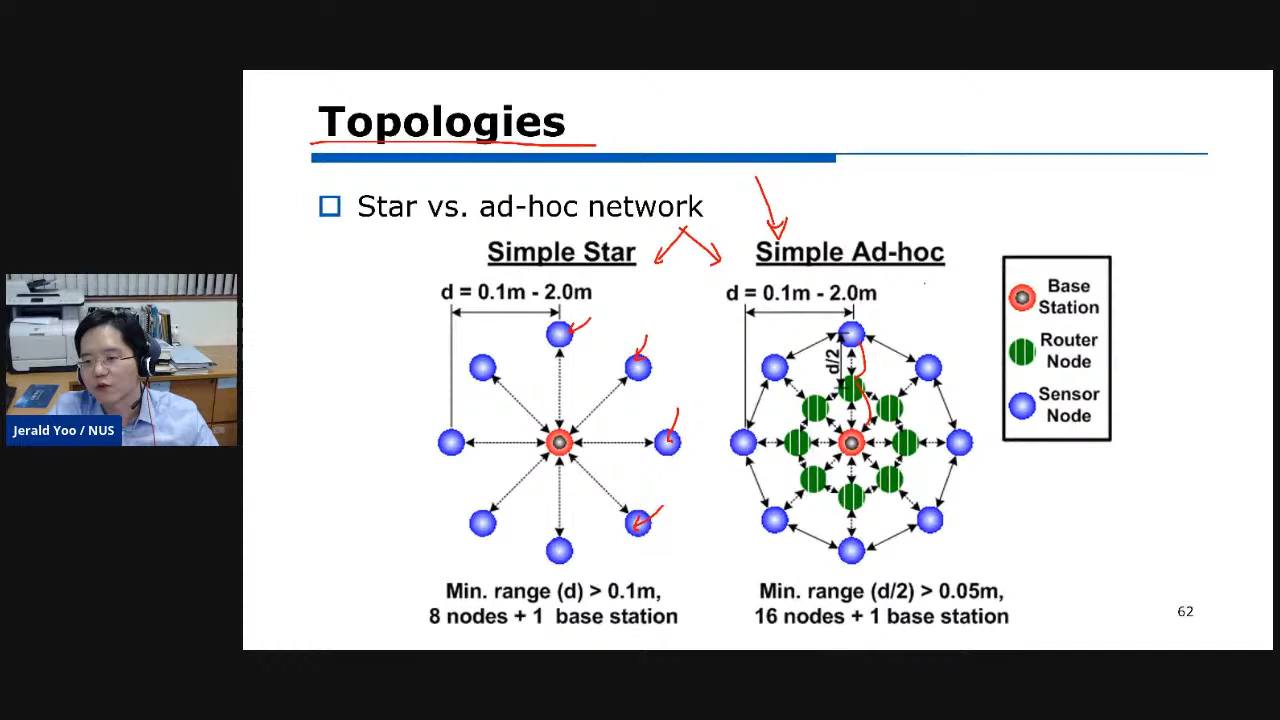 Topologies
Star vs. ad-hoc network
Simple Star
Simple Ad-hoc
d = 0.1m - 2.0m
d = 0.1m - 2.0m
d/2
Base
Station
Router
Node
Sensor
Node
Min. range (d) > 0.1m,
8 nodes + 1 base station
Min. range (d/2) > 0.05m,
16 nodes + 1 base station
62
Jerald Yoo / NUS